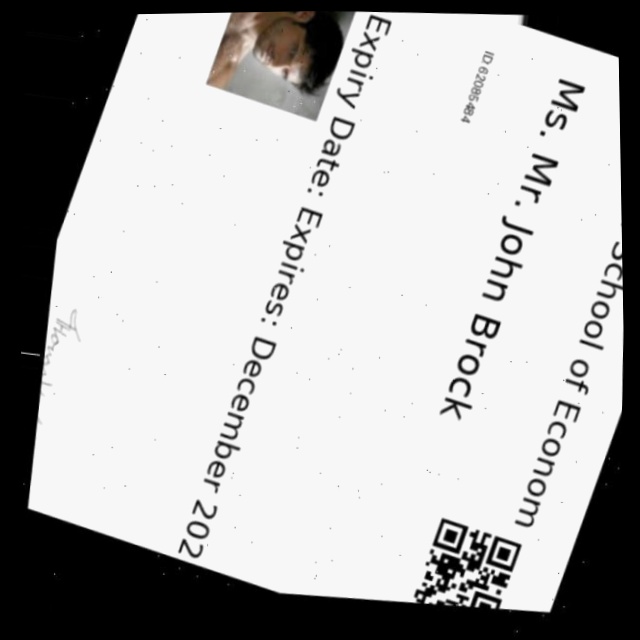 School of Econom
Ms. Mr. John Brock
ID:62085484
Expiry Date: Expires: December 202